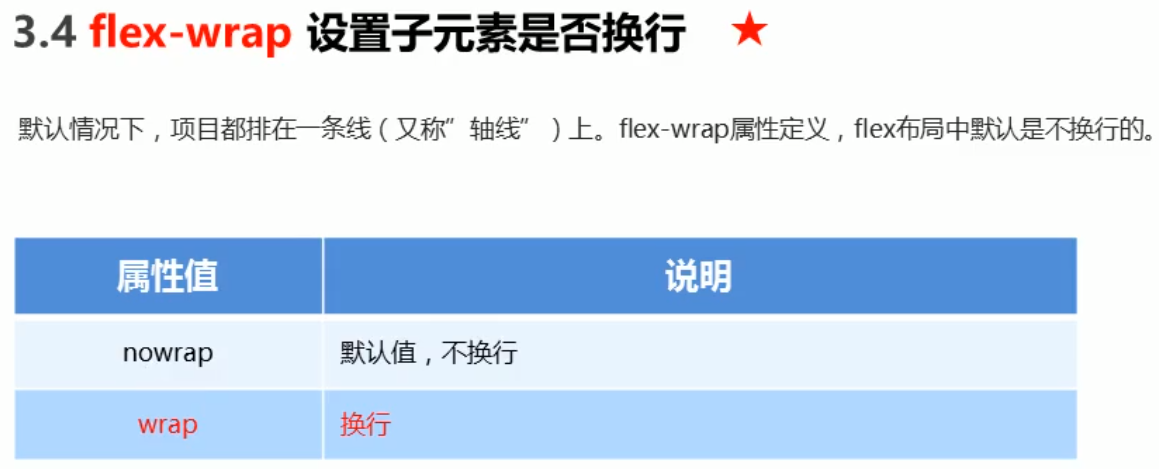 3.4 flex-wrap 设置子元素是否换行 ★
默认情况下，项目都排在一条线（又称”轴线”）上。flex-wrap属性定义，flex布局中默认是不换行的。
属性值 说明
nowrap 默认值，不换行
wrap 换行